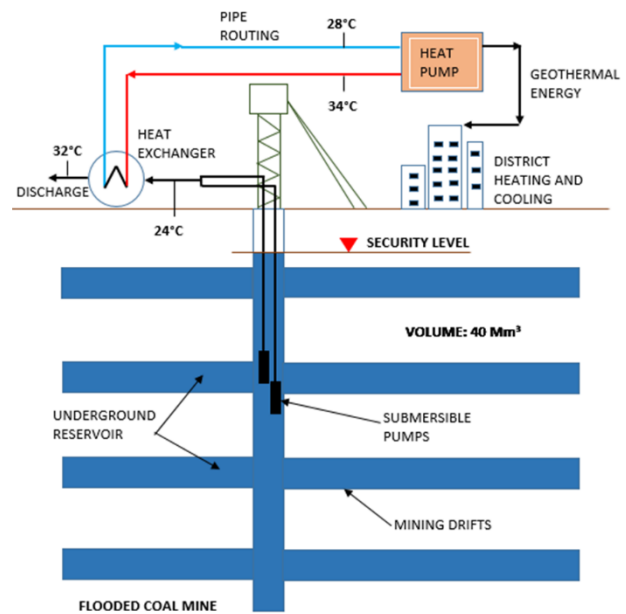 PIPE
ROUTING
28°C
HEAT
PUMP
GEOTHERMAL
ENERGY
34°C
HEAT
EXCHANGER
32°C
DISCHARGE
24°C
DISTRICT
HEATING AND
COOLING
SECURITY LEVEL
VOLUME: 40 Mm³
UNDERGROUND
RESERVOIR
SUBMERSIBLE
PUMPS
MINING DRIFTS
FLOODED COAL MINE